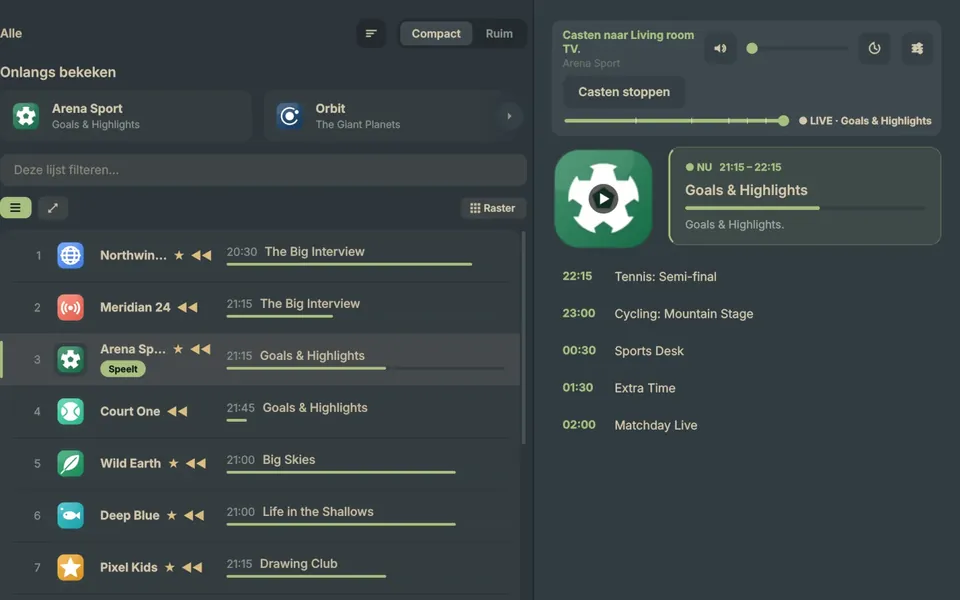 Alle
Compact
Ruim
Onlangs bekeken
Arena Sport
Goals & Highlights
Orbit
The Giant Planets
Deze lijst filteren...
Raster
1 Northwin... 20:30 The Big Interview
2 Meridian 24 21:15 The Big Interview
3 Arena Sp... 21:15 Goals & Highlights
Speelt
4 Court One 21:45 Goals & Highlights
5 Wild Earth 21:00 Big Skies
6 Deep Blue 21:00 Life in the Shallows
7 Pixel Kids 21:15 Drawing Club
Casten naar Living room
TV.
Arena Sport
Casten stoppen
LIVE · Goals & Highlights
NU 21:15 – 22:15
Goals & Highlights
Goals & Highlights.
22:15 Tennis: Semi-final
23:00 Cycling: Mountain Stage
00:30 Sports Desk
01:30 Extra Time
02:00 Matchday Live